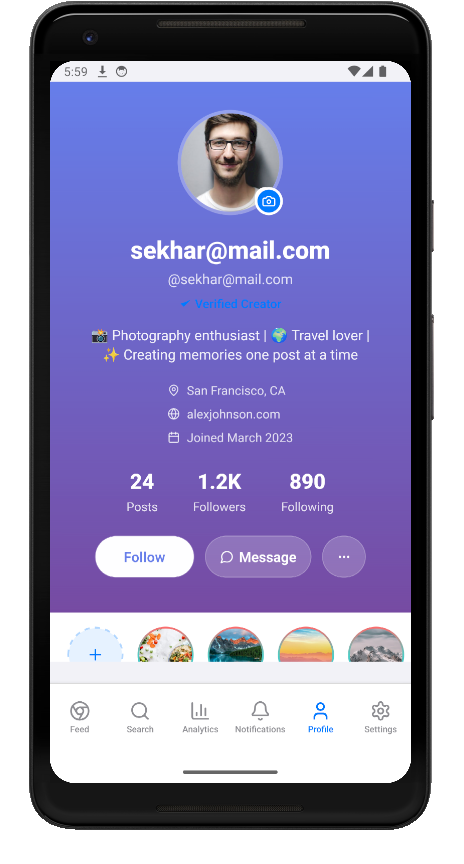 5:59
sekhar@mail.com
@sekhar@mail.com
Verified Creator
📸 Photography enthusiast | 🌍 Travel lover |
✨ Creating memories one post at a time
San Francisco, CA
alexjohnson.com
Joined March 2023
24 1.2K 890
Posts Followers Following
Follow Message
Feed Search Analytics Notifications Profile Settings